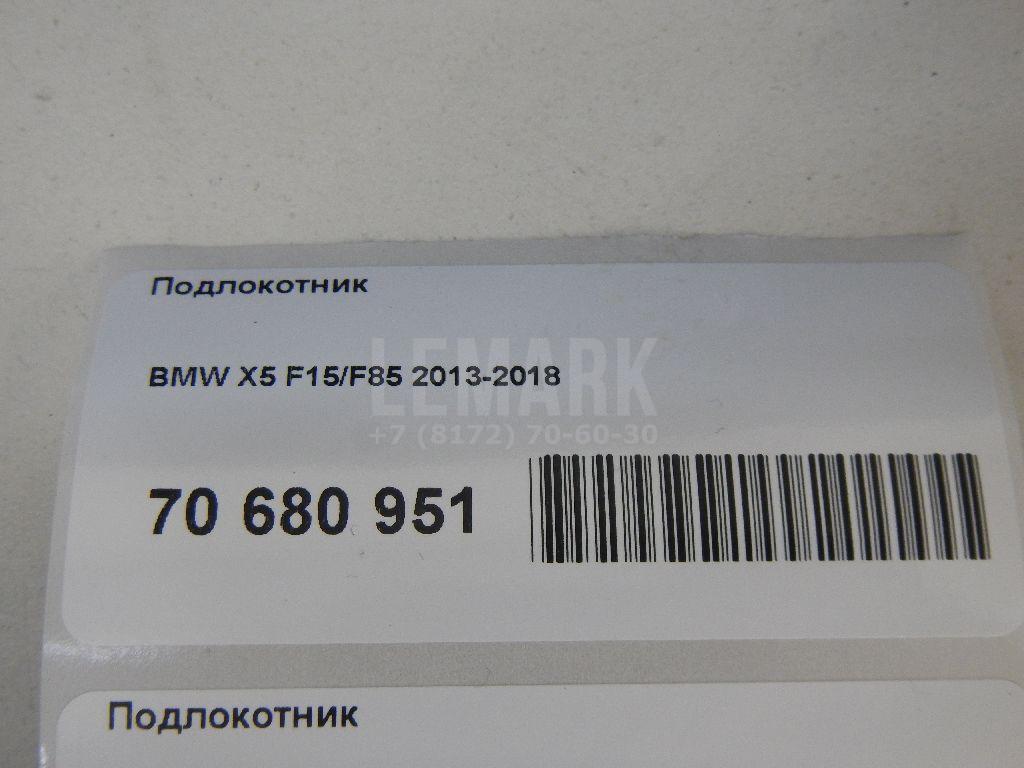 Подлокотник
BMW X5 F15/F85 2013-2018
LEMARK
+7 (8172) 70-60-30
70 680 951
Подлокотник